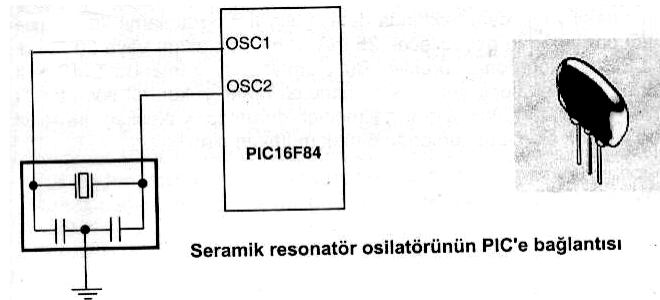 OSC1
OSC2
PIC16F84
Seramik resonatör osilatörünün PIC'e bağlantısı